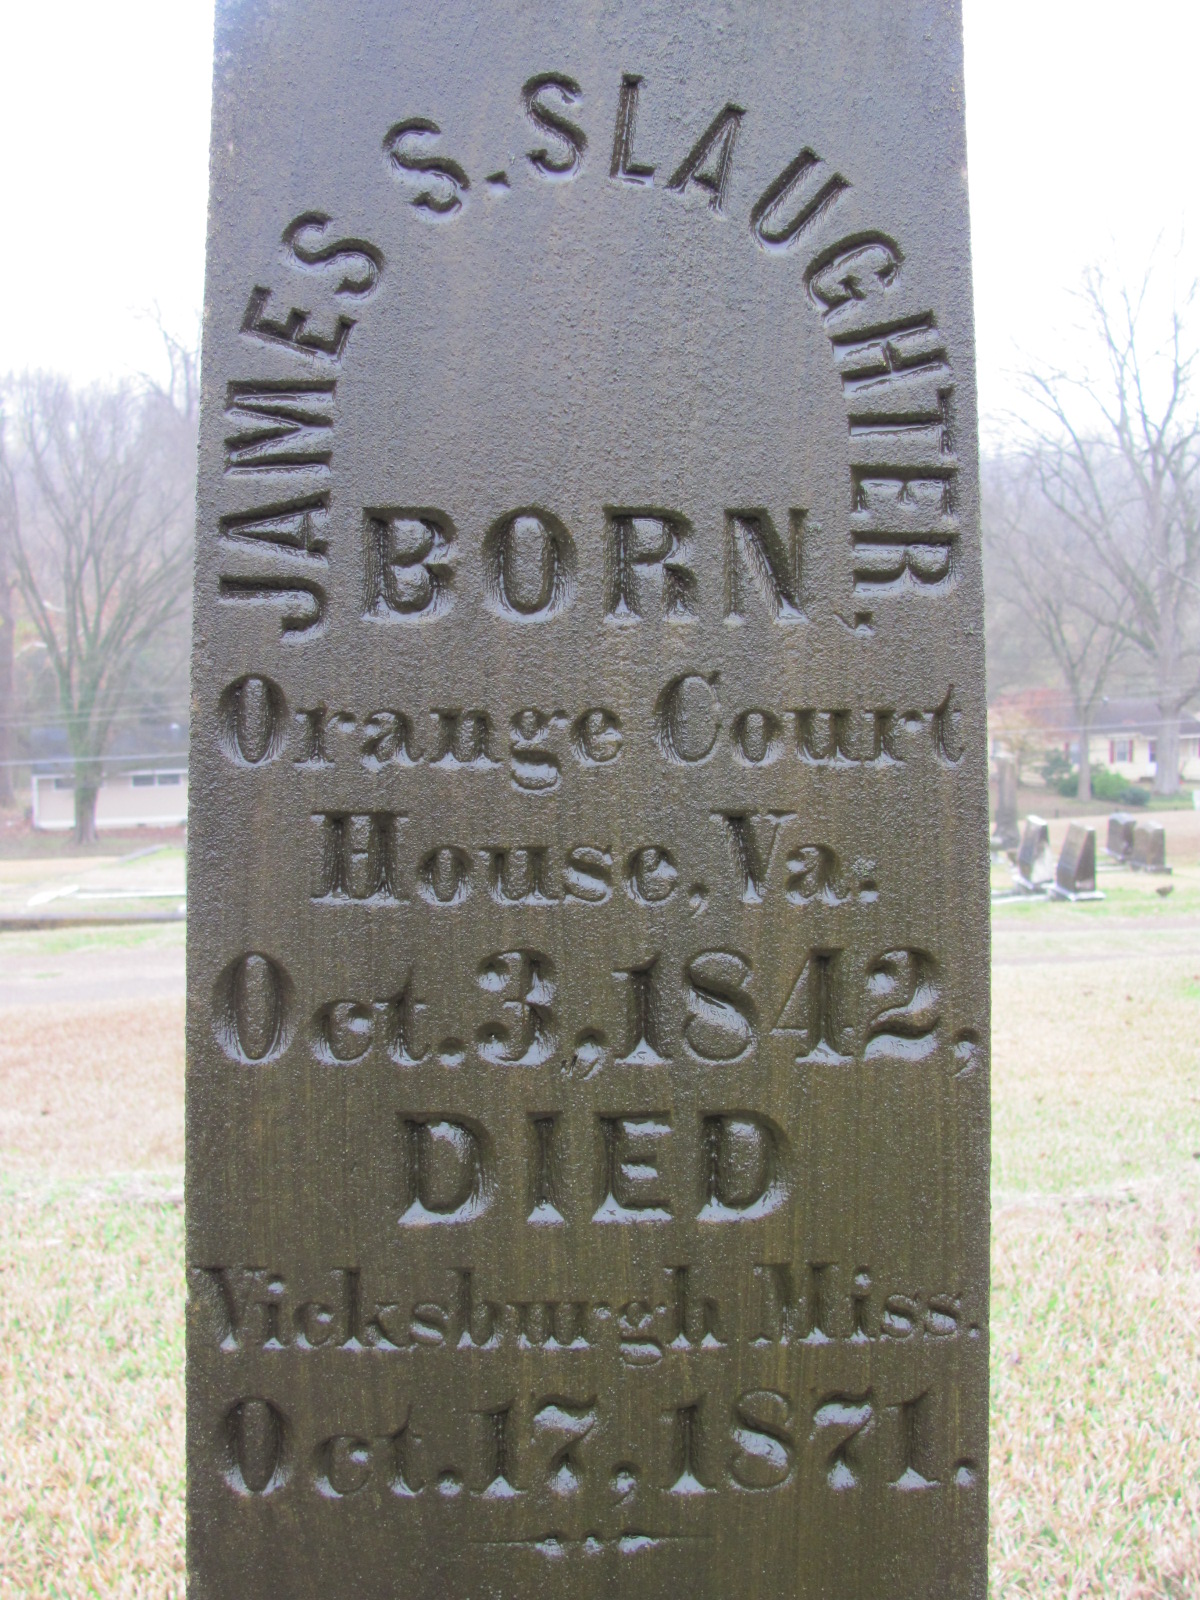 JAMES S. SLAUGHTER.
BORN
Orange Court
House, Va.
Oct. 3, 1842,
DIED
Vicksburgh Miss.
Oct. 17, 1871.